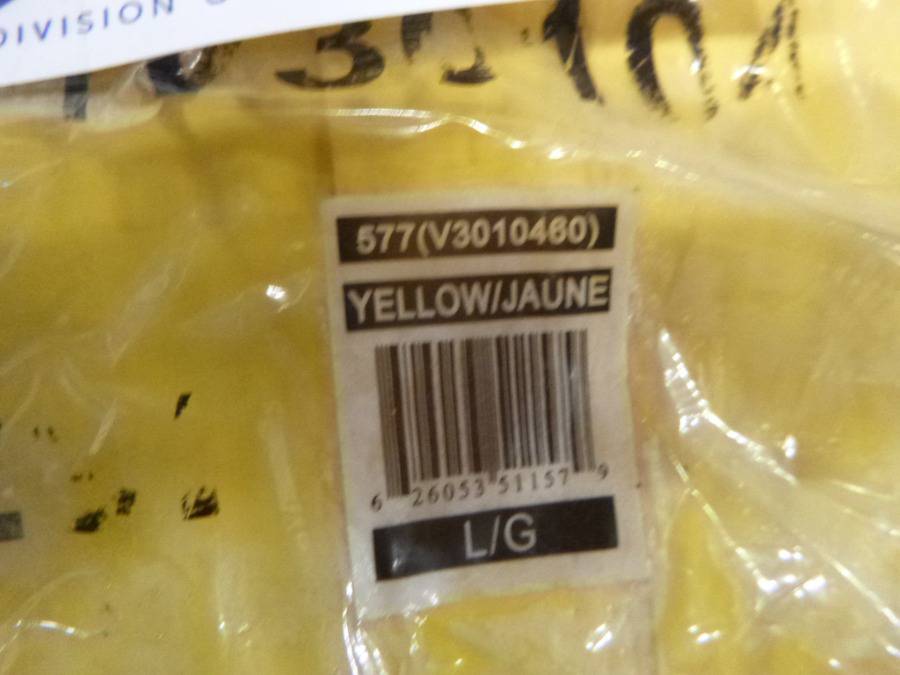 DIVISION
577(V3010460)
YELLOW/JAUNE
6 26053 51157 9
L/G